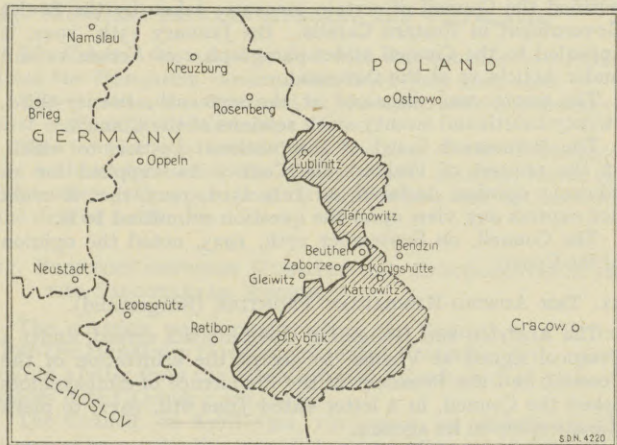 Namslau
POLAND
Kreuzburg
Rosenberg
Ostrowo
Brieg
GERMANY
Oppeln
Lublinitz
Tarnowitz
Beuthen
Bendzin
Zaborze
Königshütte
Gleiwitz
Kattowitz
Neustadt
Leobschütz
Ratibor
Rybnik
Cracow
CZECHOSLOV
S.D.N. 4220